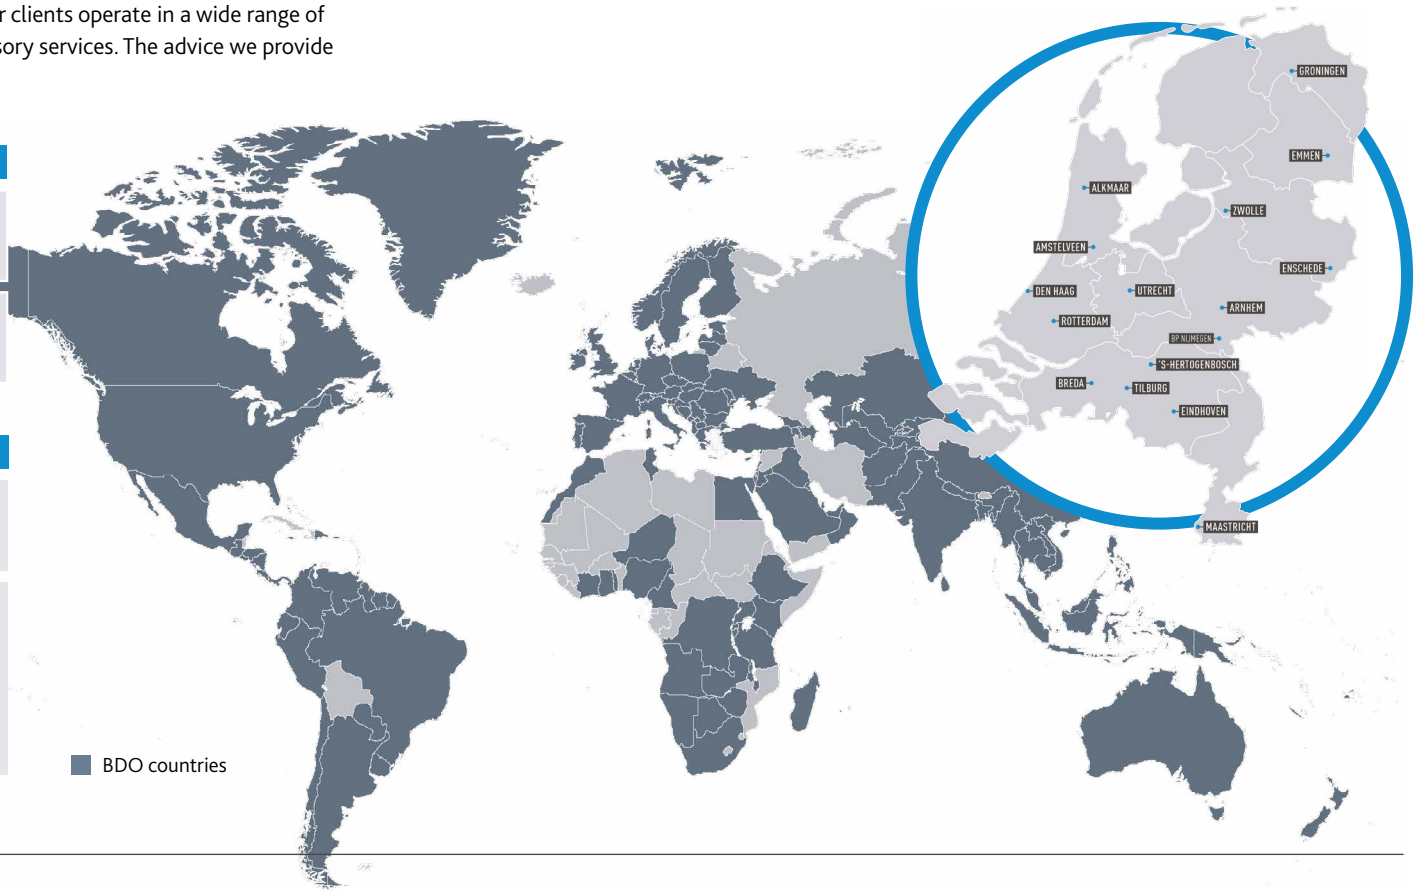 r clients operate in a wide range of
sory services. The advice we provide
GRONINGEN
EMMEN
ALKMAAR
ZWOLLE
AMSTELVEEN
ENSCHEDE
DEN HAAG
UTRECHT
ARNHEM
ROTTERDAM
BP NIJMEGEN
'S-HERTOGENBOSCH
BREDA
TILBURG
EINDHOVEN
MAASTRICHT
BDO countries